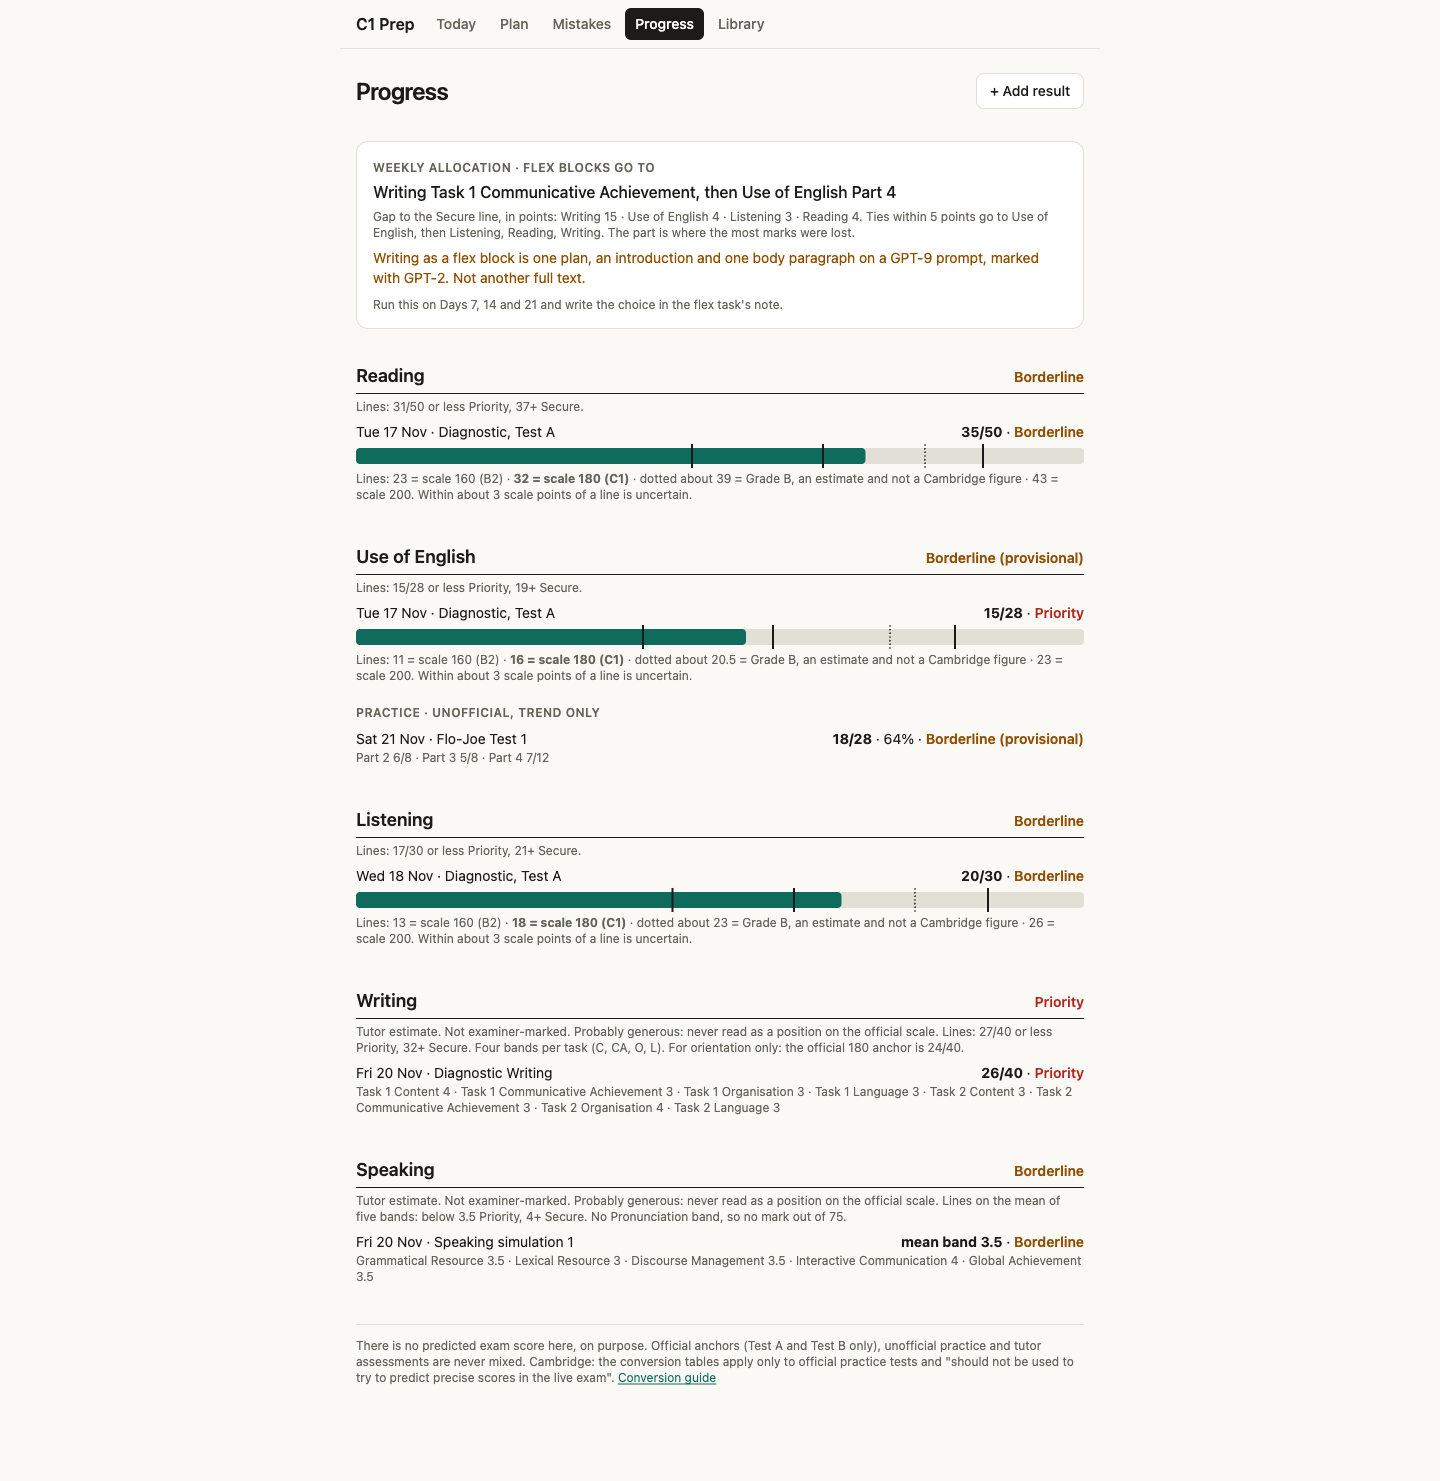 C1 Prep Today Plan Mistakes Progress Library
Progress
+ Add result
WEEKLY ALLOCATION · FLEX BLOCKS GO TO
Writing Task 1 Communicative Achievement, then Use of English Part 4
Gap to the Secure line, in points: Writing 15 · Use of English 4 · Listening 3 · Reading 4. Ties within 5 points go to Use of
English, then Listening, Reading, Writing. The part is where the most marks were lost.
Writing as a flex block is one plan, an introduction and one body paragraph on a GPT-9 prompt, marked
with GPT-2. Not another full text.
Run this on Days 7, 14 and 21 and write the choice in the flex task's note.
Reading Borderline
Lines: 31/50 or less Priority, 37+ Secure.
Tue 17 Nov · Diagnostic, Test A 35/50 · Borderline
Lines: 23 = scale 160 (B2) · 32 = scale 180 (C1) · dotted about 39 = Grade B, an estimate and not a Cambridge figure · 43 =
scale 200. Within about 3 scale points of a line is uncertain.
Use of English Borderline (provisional)
Lines: 15/28 or less Priority, 19+ Secure.
Tue 17 Nov · Diagnostic, Test A 15/28 · Priority
Lines: 11 = scale 160 (B2) · 16 = scale 180 (C1) · dotted about 20.5 = Grade B, an estimate and not a Cambridge figure · 23 =
scale 200. Within about 3 scale points of a line is uncertain.
PRACTICE · UNOFFICIAL, TREND ONLY
Sat 21 Nov · Flo-Joe Test 1 18/28 · 64% · Borderline (provisional)
Part 2 6/8 · Part 3 5/8 · Part 4 7/12
Listening Borderline
Lines: 17/30 or less Priority, 21+ Secure.
Wed 18 Nov · Diagnostic, Test A 20/30 · Borderline
Lines: 13 = scale 160 (B2) · 18 = scale 180 (C1) · dotted about 23 = Grade B, an estimate and not a Cambridge figure · 26 =
scale 200. Within about 3 scale points of a line is uncertain.
Writing Priority
Tutor estimate. Not examiner-marked. Probably generous: never read as a position on the official scale. Lines: 27/40 or less
Priority, 32+ Secure. Four bands per task (C, CA, O, L). For orientation only: the official 180 anchor is 24/40.
Fri 20 Nov · Diagnostic Writing 26/40 · Priority
Task 1 Content 4 · Task 1 Communicative Achievement 3 · Task 1 Organisation 3 · Task 1 Language 3 · Task 2 Content 3 · Task 2
Communicative Achievement 3 · Task 2 Organisation 4 · Task 2 Language 3
Speaking Borderline
Tutor estimate. Not examiner-marked. Probably generous: never read as a position on the official scale. Lines on the mean of
five bands: below 3.5 Priority, 4+ Secure. No Pronunciation band, so no mark out of 75.
Fri 20 Nov · Speaking simulation 1 mean band 3.5 · Borderline
Grammatical Resource 3.5 · Lexical Resource 3 · Discourse Management 3.5 · Interactive Communication 4 · Global Achievement
3.5
There is no predicted exam score here, on purpose. Official anchors (Test A and Test B only), unofficial practice and tutor
assessments are never mixed. Cambridge: the conversion tables apply only to official practice tests and "should not be used to
try to predict precise scores in the live exam". Conversion guide